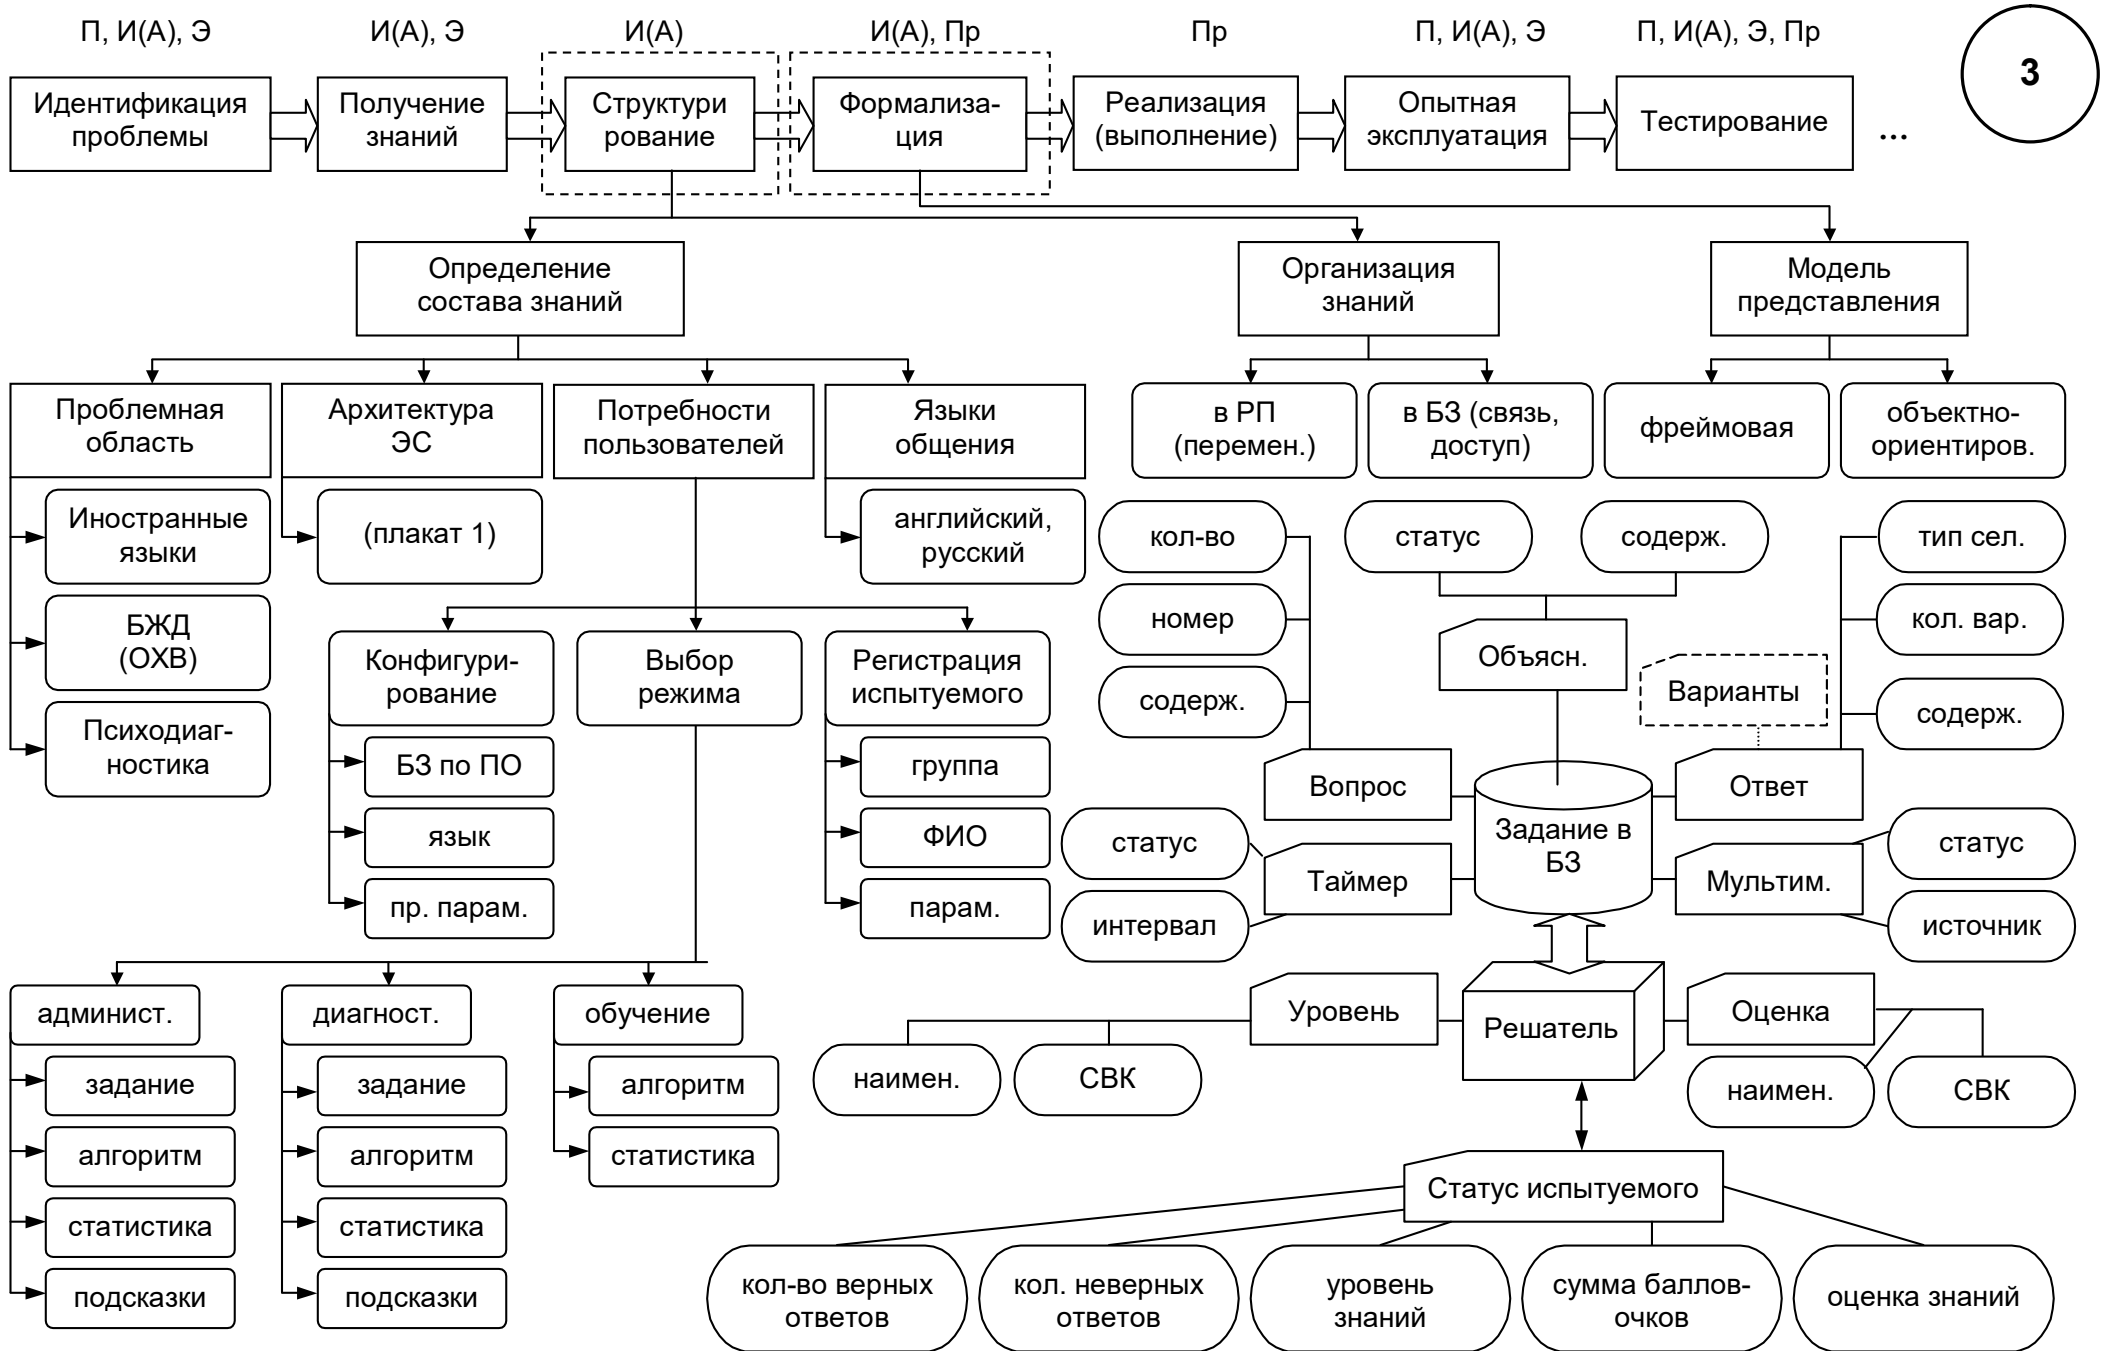 П, И(А), Э
И(А), Э
И(А)
И(А), Пр
Пр
П, И(А), Э
П, И(А), Э, Пр
3
Идентификация
проблемы
Получение
знаний
Структури
рование
Формализа-
ция
Реализация
(выполнение)
Опытная
эксплуатация
Тестирование
...
Определение
состава знаний
Организация
знаний
Модель
представления
Проблемная
область
Архитектура
ЭС
Потребности
пользователей
Языки
общения
в РП
(перемен.)
в БЗ (связь,
доступ)
фреймовая
объектно-
ориентиров.
Иностранные
языки
БЖД
(ОХВ)
Психодиаг-
ностика
(плакат 1)
английский,
русский
Конфигури-
рование
БЗ по ПО
язык
пр. парам.
Выбор
режима
Регистрация
испытуемого
группа
ФИО
парам.
админист.
задание
алгоритм
статистика
подсказки
диагност.
задание
алгоритм
статистика
подсказки
обучение
алгоритм
статистика
кол-во
номер
содерж.
статус
содерж.
Объясн.
тип сел.
кол. вар.
содерж.
Варианты
Вопрос
Ответ
Задание в
БЗ
статус
интервал
Таймер
Мультим.
статус
источник
Уровень
наимен.
СВК
Решатель
Оценка
наимен.
СВК
Статус испытуемого
кол-во верных
ответов
кол. неверных
ответов
уровень
знаний
сумма баллов-
очков
оценка знаний